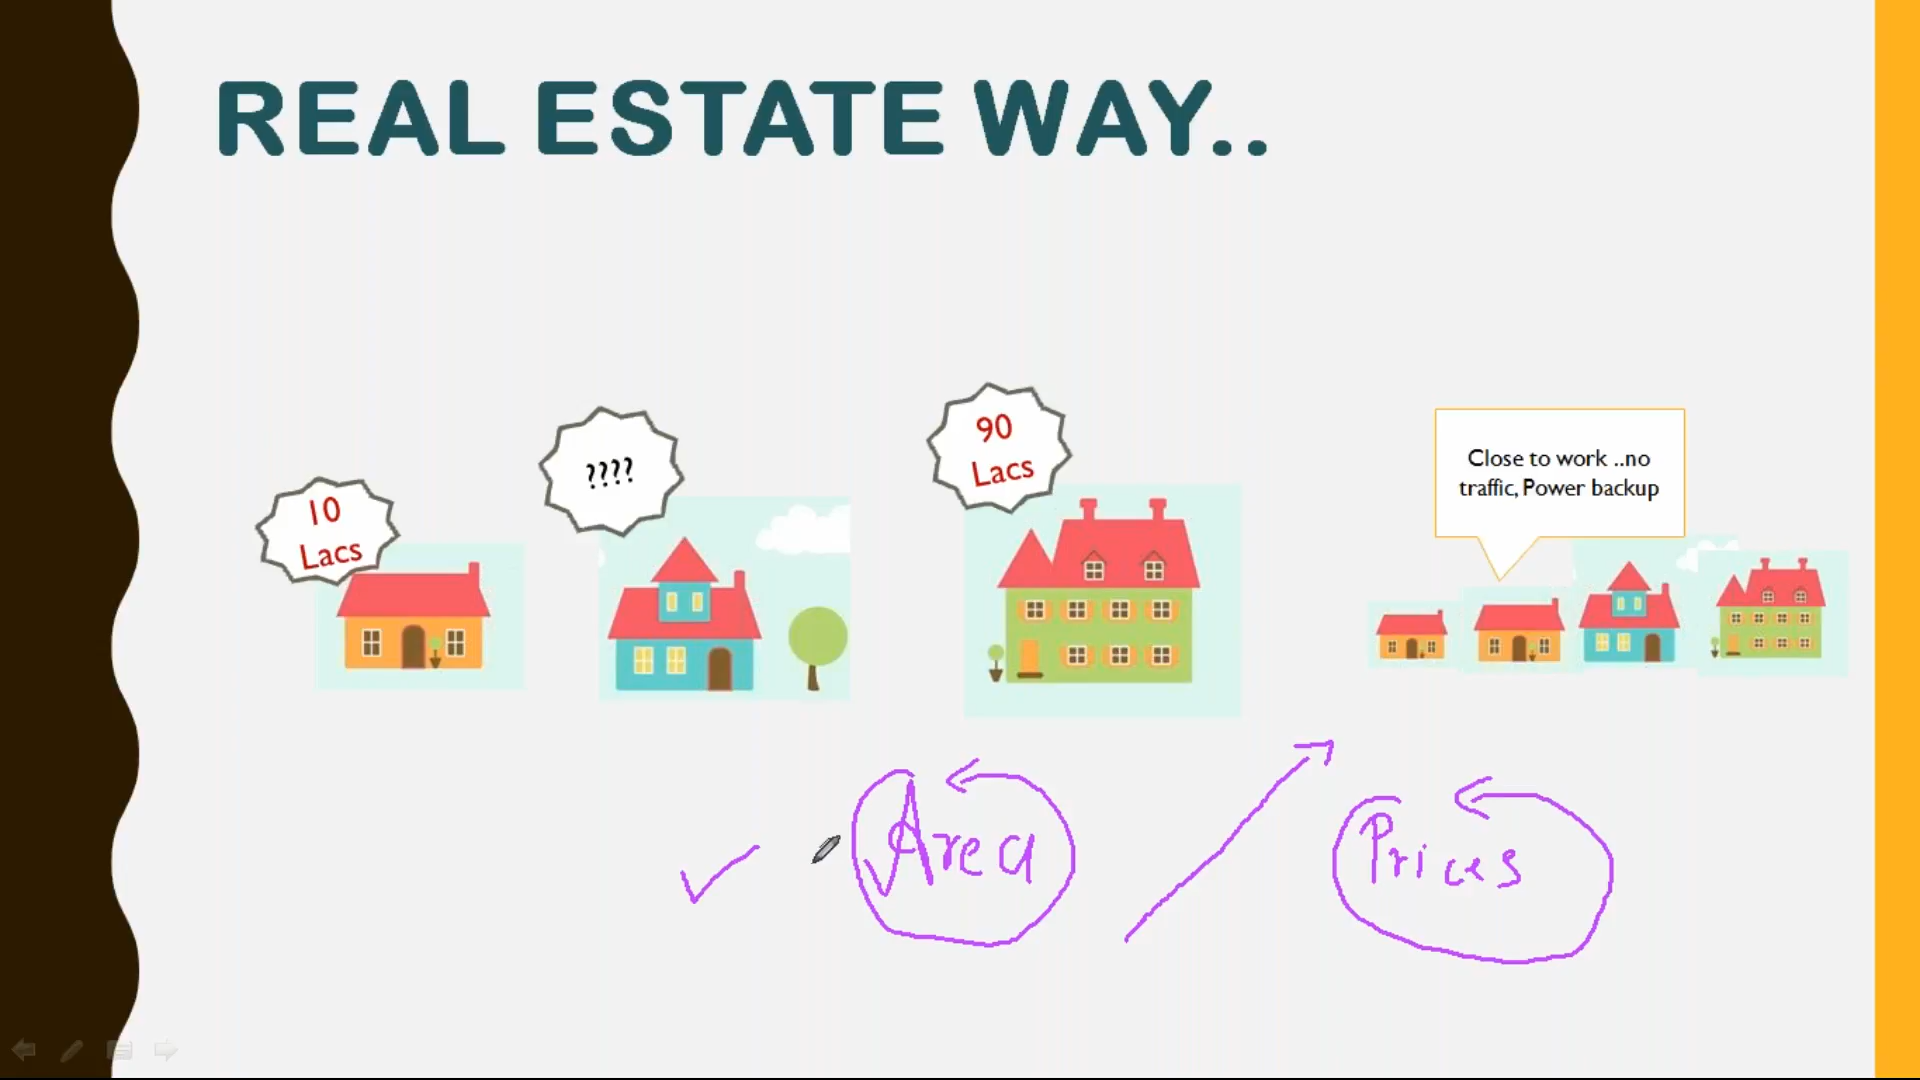 REAL ESTATE WAY..
10
Lacs
????
90
Lacs
Close to work ..no
traffic, Power backup
Area
Prices